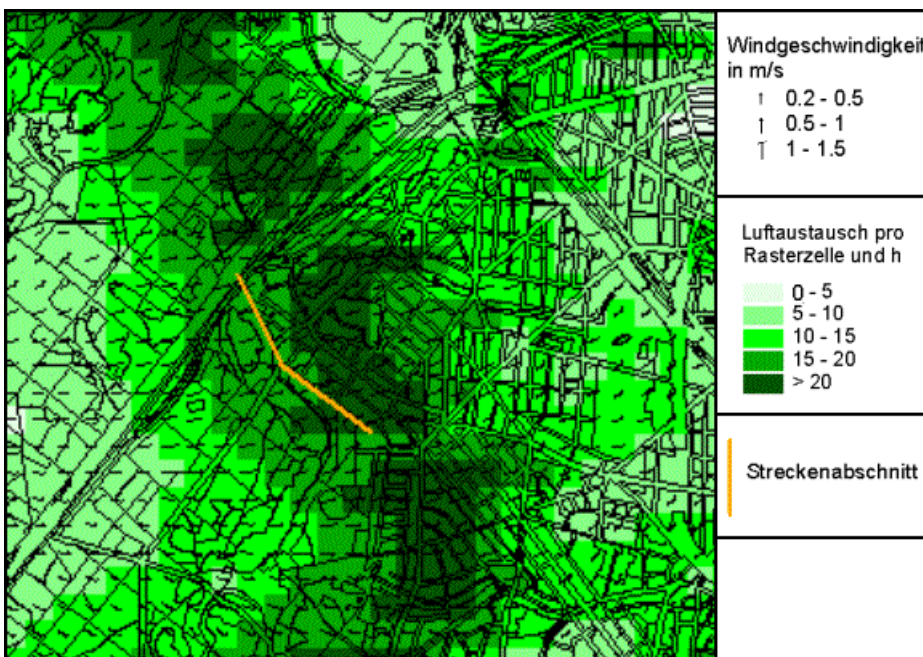 Windgeschwindigkeit
in m/s
0.2 - 0.5
0.5 - 1
1 - 1.5
Luftaustausch pro
Rasterzelle und h
0 - 5
5 - 10
10 - 15
15 - 20
> 20
Streckenabschnitt